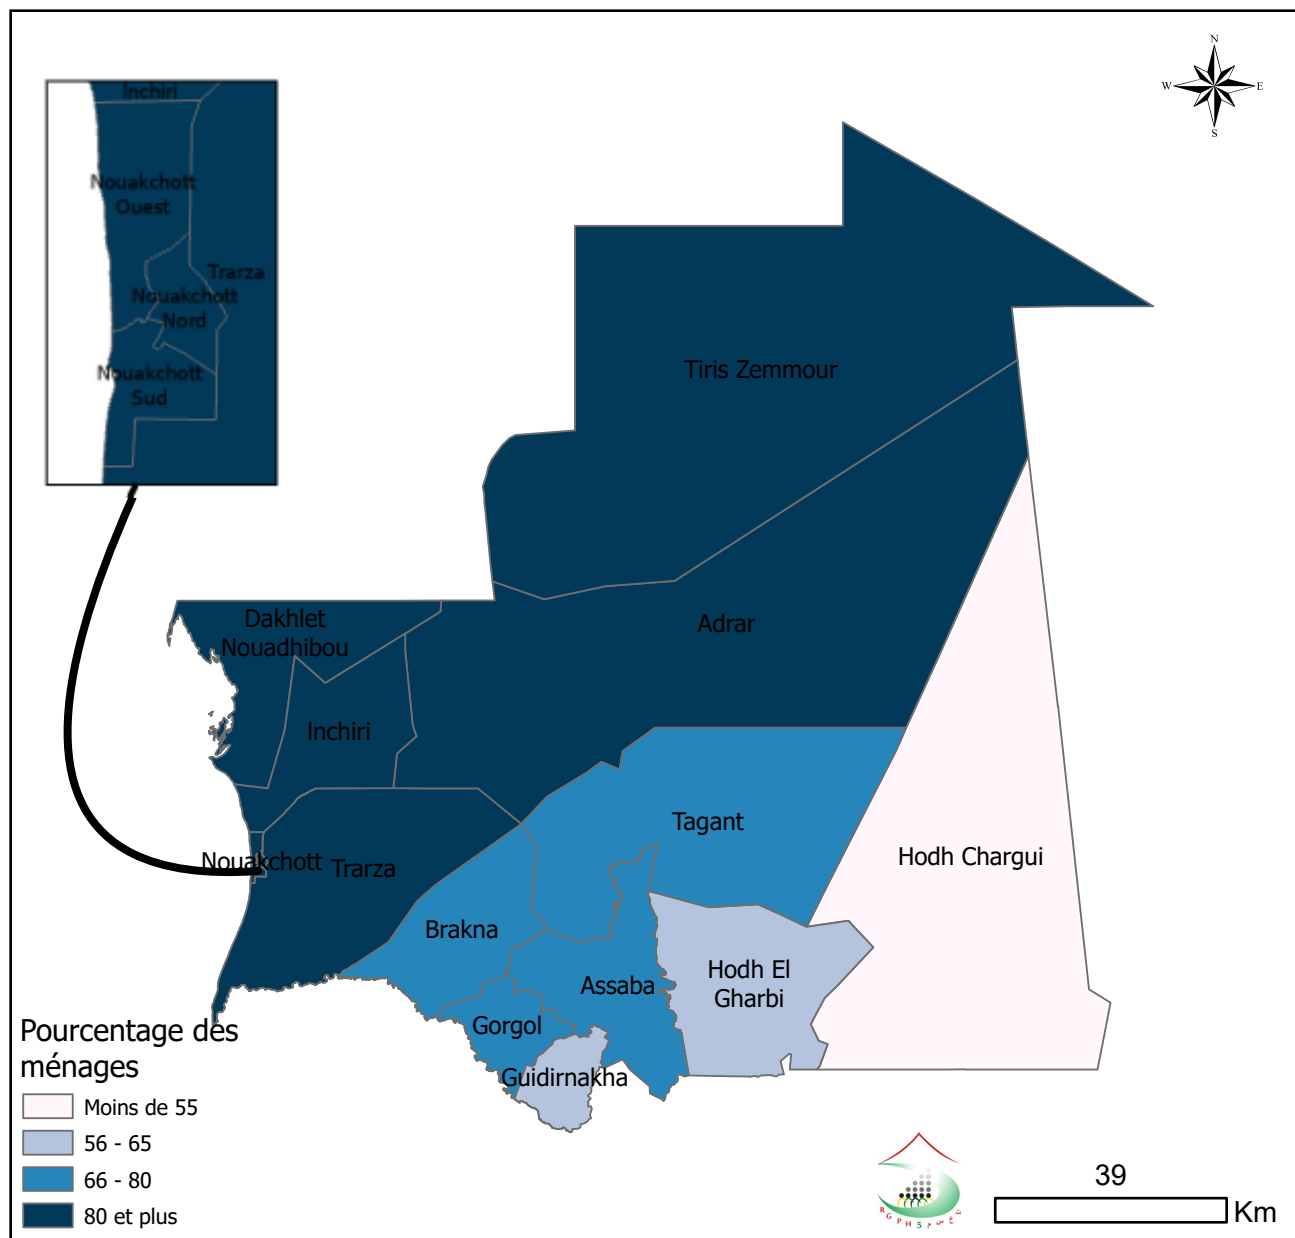 N
W
E
S
Inchiri
Nouakchott
Ouest
Trarza
Nouakchott
Nord
Nouakchott
Sud
Tiris Zemmour
Dakhlet
Nouadhibou
Adrar
Inchiri
Tagant
Nouakchott
Trarza
Hodh Chargui
Brakna
Hodh El
Gharbi
Assaba
Gorgol
Guidirnakha
Pourcentage des
ménages
Moins de 55
56 - 65
66 - 80
80 et plus
RGPH5
39
Km